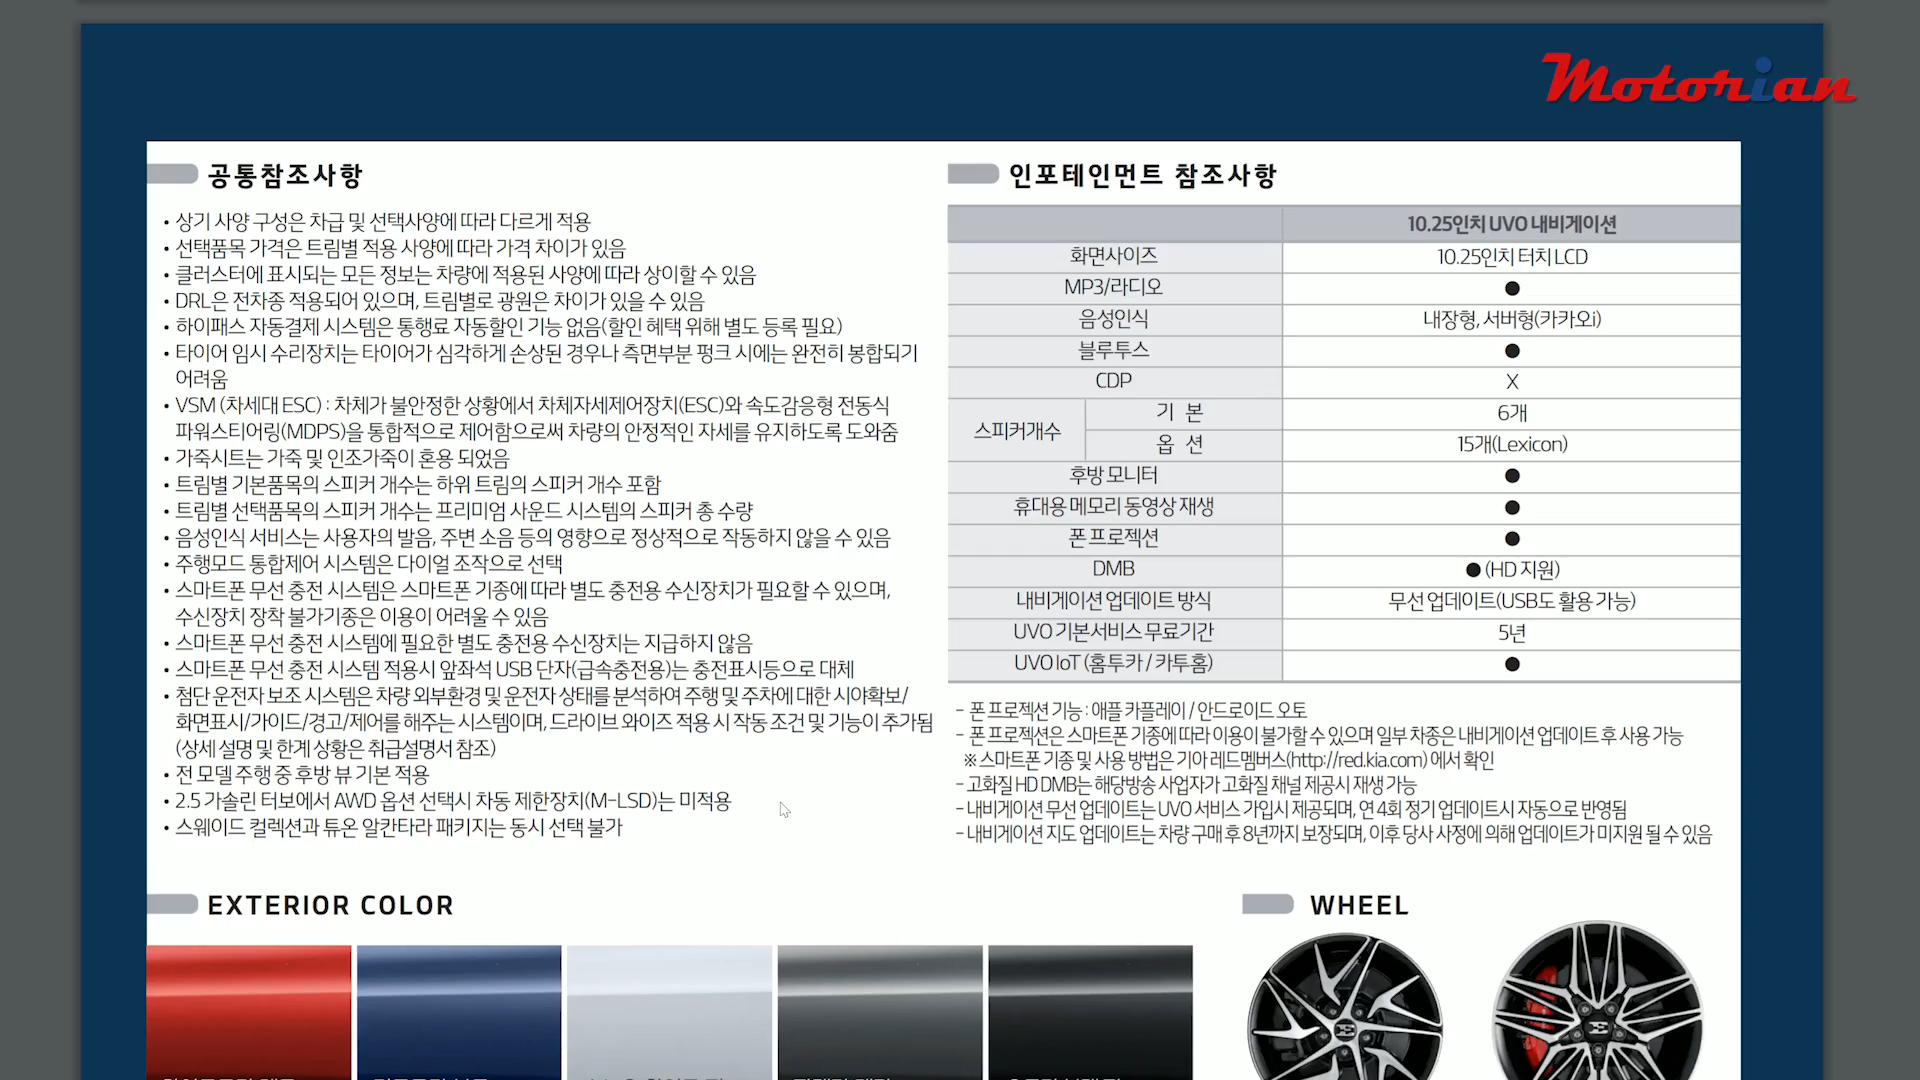 Motorian
공통참조사항
• 상기 사양 구성은 차급 및 선택사양에 따라 다르게 적용
• 선택품목 가격은 트림별 적용 사양에 따라 가격 차이가 있음
• 클러스터에 표시되는 모든 정보는 차량에 적용된 사양에 따라 상이할 수 있음
• DRL은 전차종 적용되어 있으며, 트림별로 광원은 차이가 있을 수 있음
• 하이패스 자동결제 시스템은 통행료 자동할인 기능 없음(할인 혜택 위해 별도 등록 필요)
• 타이어 임시 수리장치는 타이어가 심각하게 손상된 경우나 측면부분 펑크 시에는 완전히 봉합되기
어려움
• VSM (차세대 ESC) : 차체가 불안정한 상황에서 차체자세제어장치(ESC)와 속도감응형 전동식
파워스티어링(MDPS)을 통합적으로 제어함으로써 차량의 안정적인 자세를 유지하도록 도와줌
• 가죽시트는 가죽 및 인조가죽이 혼용 되었음
• 트림별 기본품목의 스피커 개수는 하위 트림의 스피커 개수 포함
• 트림별 선택품목의 스피커 개수는 프리미엄 사운드 시스템의 스피커 총 수량
• 음성인식 서비스는 사용자의 발음, 주변 소음 등의 영향으로 정상적으로 작동하지 않을 수 있음
• 주행모드 통합제어 시스템은 다이얼 조작으로 선택
• 스마트폰 무선 충전 시스템은 스마트폰 기종에 따라 별도 충전용 수신장치가 필요할 수 있으며,
수신장치 장착 불가기종은 이용이 어려울 수 있음
• 스마트폰 무선 충전 시스템에 필요한 별도 충전용 수신장치는 지급하지 않음
• 스마트폰 무선 충전 시스템 적용시 앞좌석 USB 단자(급속충전용)는 충전표시등으로 대체
• 첨단 운전자 보조 시스템은 차량 외부환경 및 운전자 상태를 분석하여 주행 및 주차에 대한 시야확보/
화면표시/가이드/경고/제어를 해주는 시스템이며, 드라이브 와이즈 적용 시 작동 조건 및 기능이 추가됨
(상세 설명 및 한계 상황은 취급설명서 참조)
• 전 모델 주행 중 후방 뷰 기본 적용
• 2.5 가솔린 터보에서 AWD 옵션 선택시 차동 제한장치(M-LSD)는 미적용
• 스웨이드 컬렉션과 튜온 알칸타라 패키지는 동시 선택 불가
인포테인먼트 참조사항
10.25인치 UVO 내비게이션
화면사이즈 10.25인치 터치 LCD
MP3/라디오 ●
음성인식 내장형, 서버형(카카오i)
블루투스 ●
CDP X
스피커개수 기 본 6개
옵 션 15개(Lexicon)
후방 모니터 ●
휴대용 메모리 동영상 재생 ●
폰 프로젝션 ●
DMB ● (HD 지원)
내비게이션 업데이트 방식 무선 업데이트(USB도 활용 가능)
UVO 기본서비스 무료기간 5년
UVO IoT (홈투카 / 카투홈) ●
- 폰 프로젝션 기능 : 애플 카플레이 / 안드로이드 오토
- 폰 프로젝션은 스마트폰 기종에 따라 이용이 불가할 수 있으며 일부 차종은 내비게이션 업데이트 후 사용 가능
※ 스마트폰 기종 및 사용 방법은 기아 레드멤버스(http://red.kia.com) 에서 확인
- 고화질 HD DMB는 해당방송 사업자가 고화질 채널 제공시 재생 가능
- 내비게이션 무선 업데이트는 UVO 서비스 가입시 제공되며, 연 4회 정기 업데이트시 자동으로 반영됨
- 내비게이션 지도 업데이트는 차량 구매 후 8년까지 보장되며, 이후 당사 사정에 의해 업데이트가 미지원 될 수 있음
EXTERIOR COLOR
WHEEL